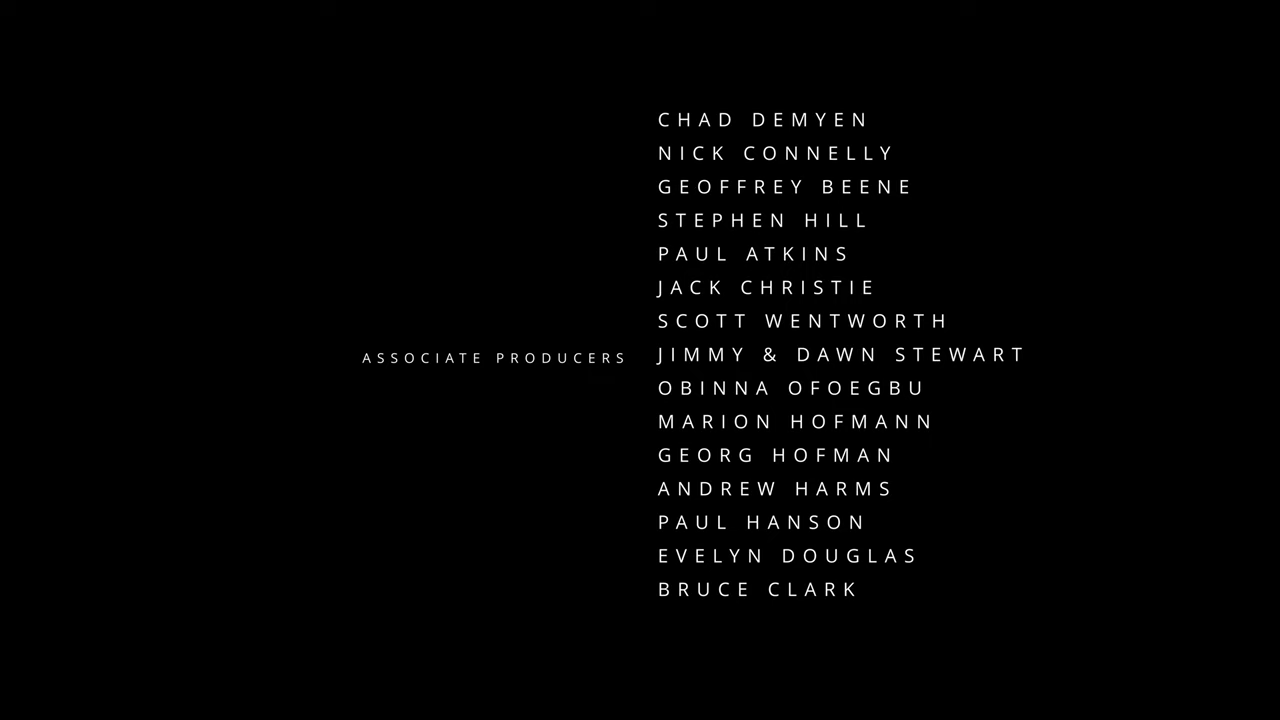 CHAD DEMYEN
NICK CONNELLY
GEOFFREY BEENE
STEPHEN HILL
PAUL ATKINS
JACK CHRISTIE
SCOTT WENTWORTH
ASSOCIATE PRODUCERS JIMMY & DAWN STEWART
OBINNA OFOEGBU
MARION HOFMANN
GEORG HOFMAN
ANDREW HARMS
PAUL HANSON
EVELYN DOUGLAS
BRUCE CLARK